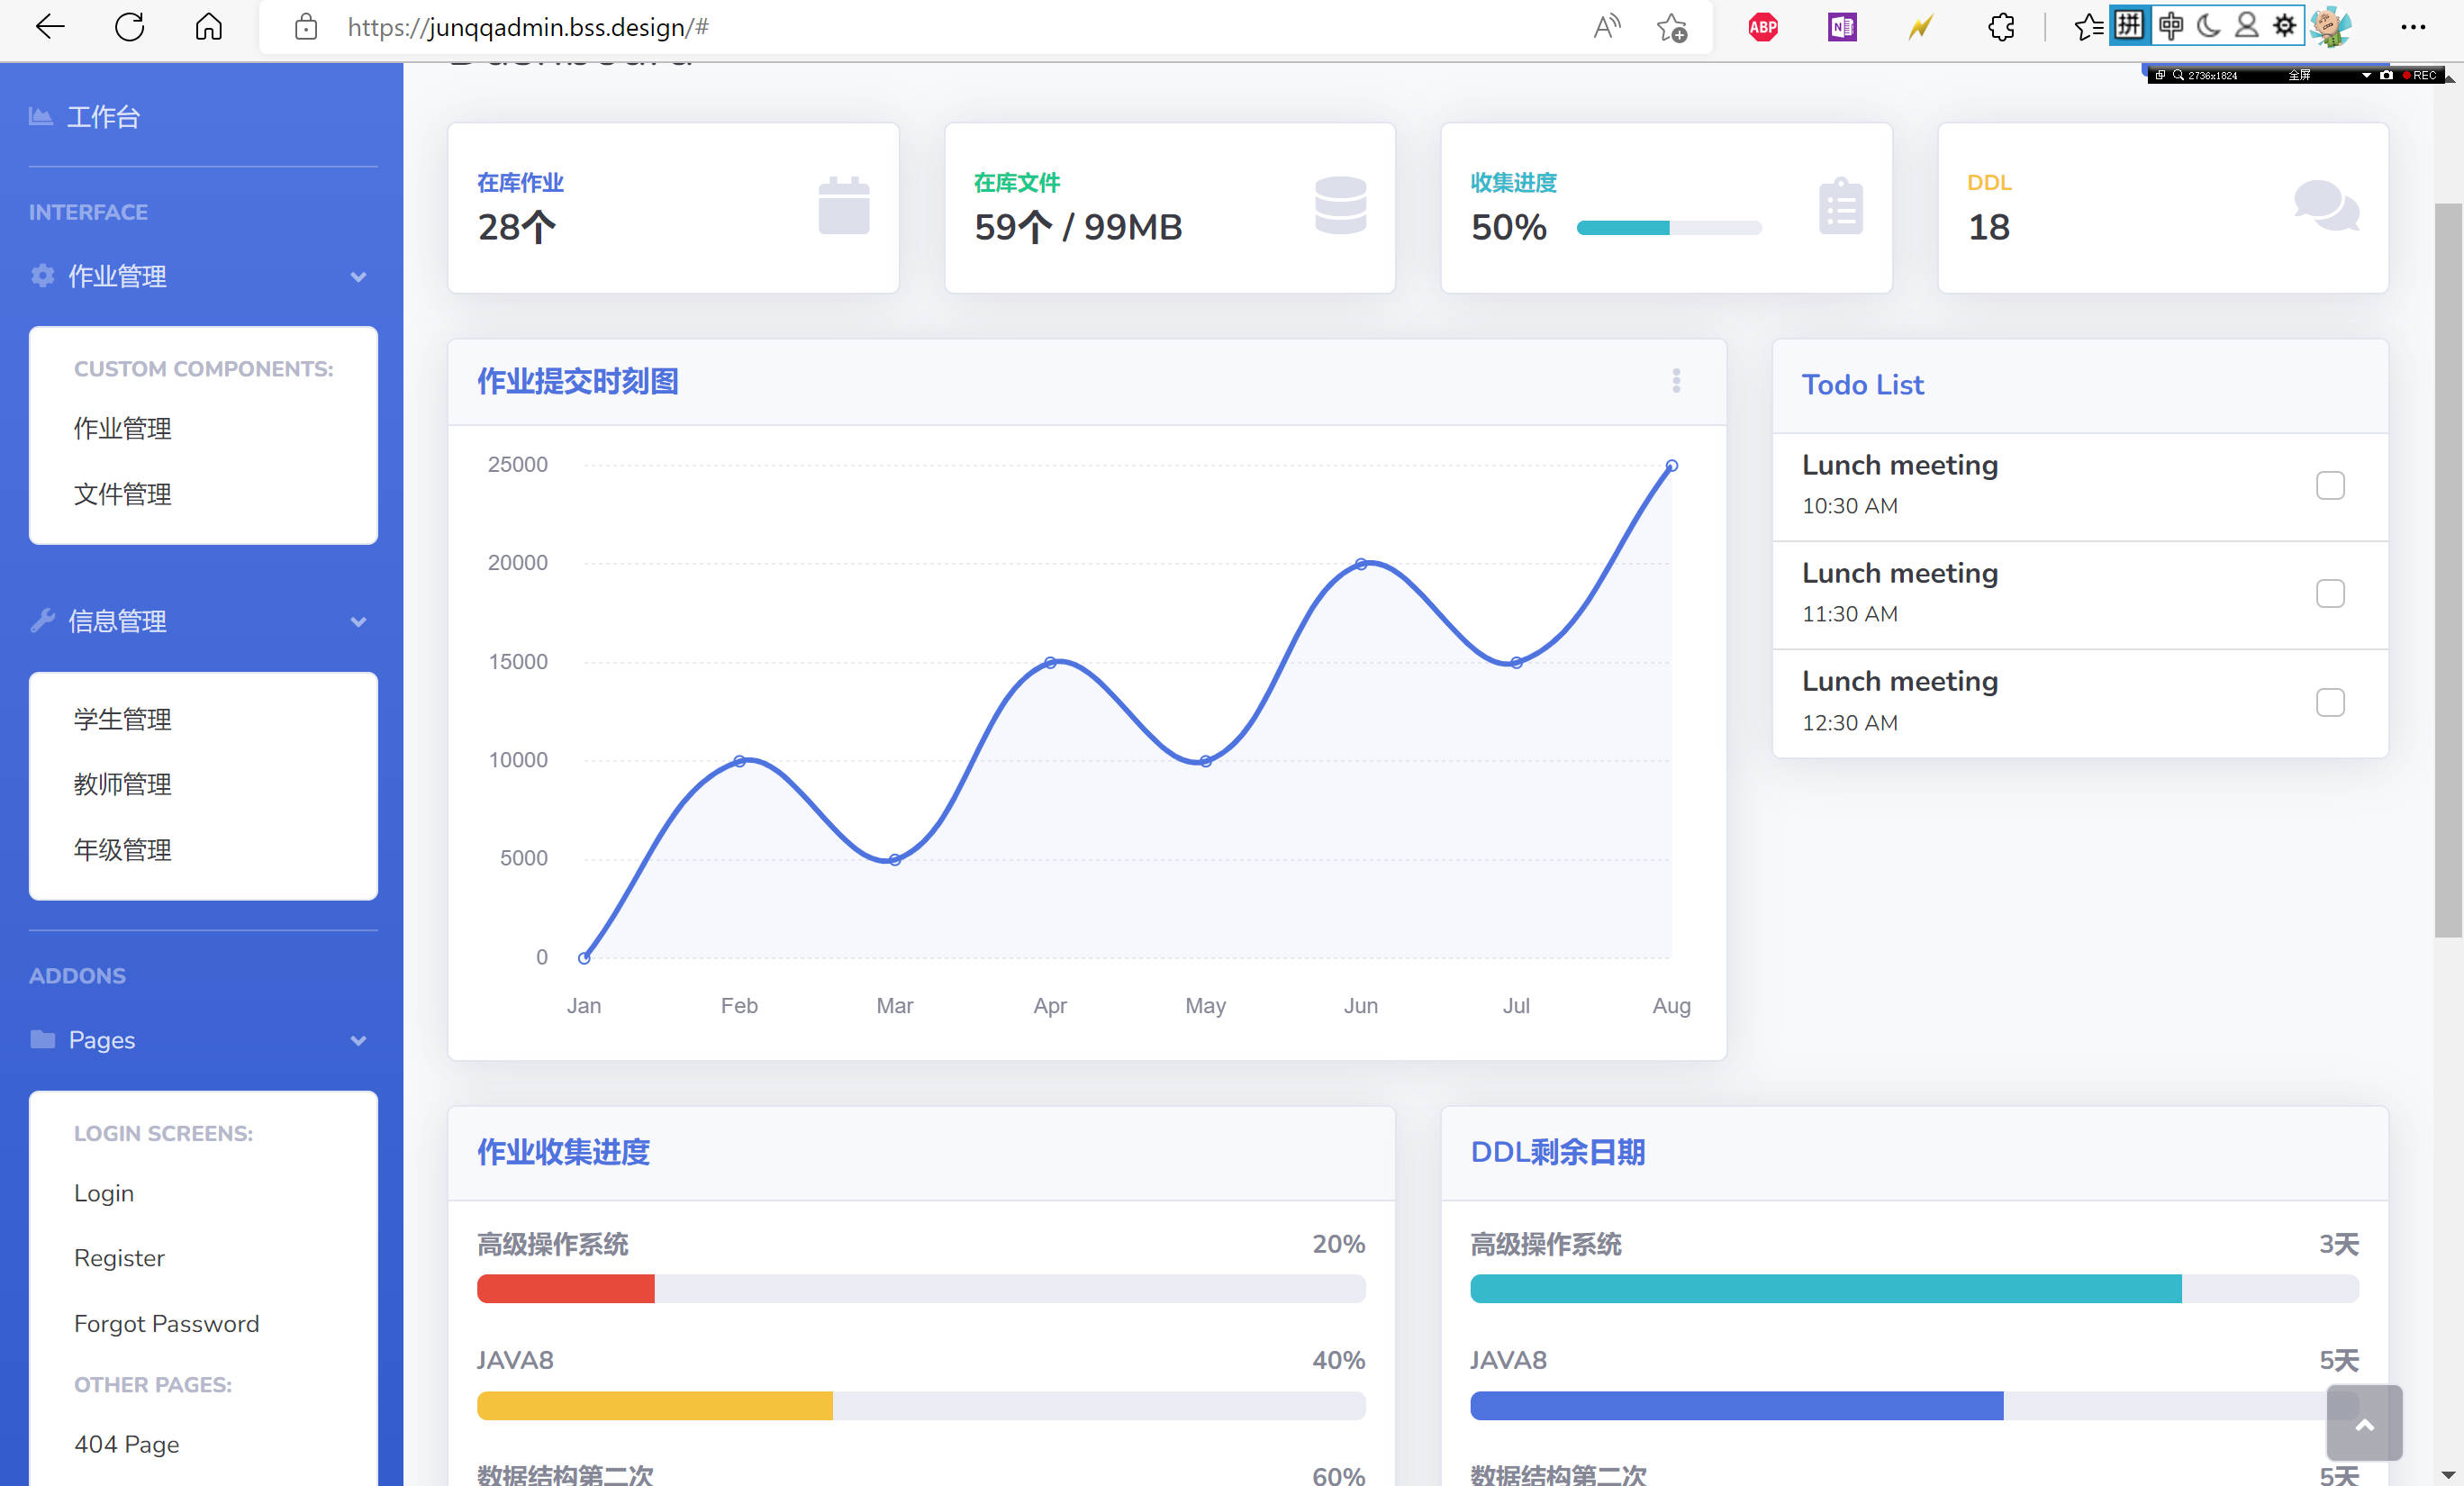 https://junqqadmin.bss.design/#
ABP
拼 中
2736x1824 全屏 REC
工作台
INTERFACE
作业管理
CUSTOM COMPONENTS:
作业管理
文件管理
信息管理
学生管理
教师管理
年级管理
ADDONS
Pages
LOGIN SCREENS:
Login
Register
Forgot Password
OTHER PAGES:
404 Page
在库作业
28个
在库文件
59个 / 99MB
收集进度
50%
DDL
18
作业提交时刻图
25000
20000
15000
10000
5000
0
Jan Feb Mar Apr May Jun Jul Aug
Todo List
Lunch meeting
10:30 AM
Lunch meeting
11:30 AM
Lunch meeting
12:30 AM
作业收集进度
高级操作系统 20%
JAVA8 40%
数据结构第二次 60%
DDL剩余日期
高级操作系统 3天
JAVA8 5天
数据结构第二次 5天